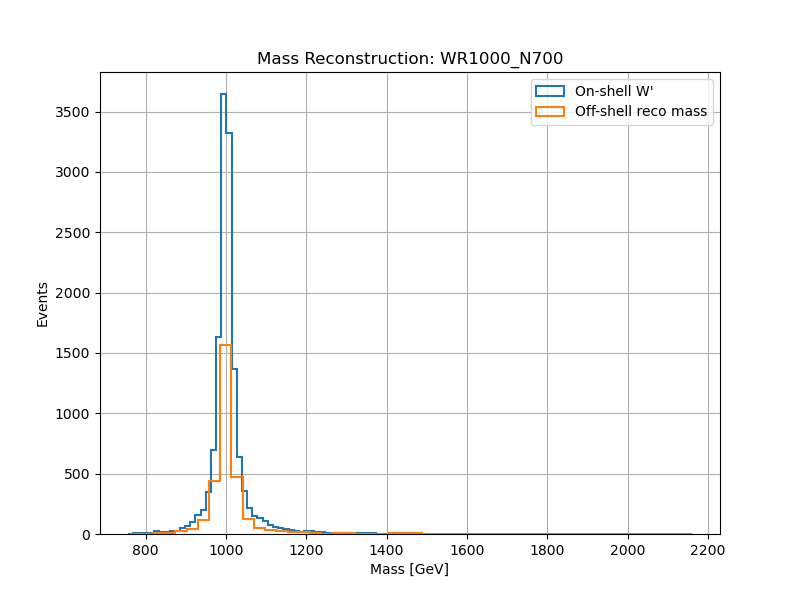 Mass Reconstruction: WR1000_N700
On-shell W'
Off-shell reco mass
3500
3000
2500
2000
1500
1000
500
0
Events
800 1000 1200 1400 1600 1800 2000 2200
Mass [GeV]